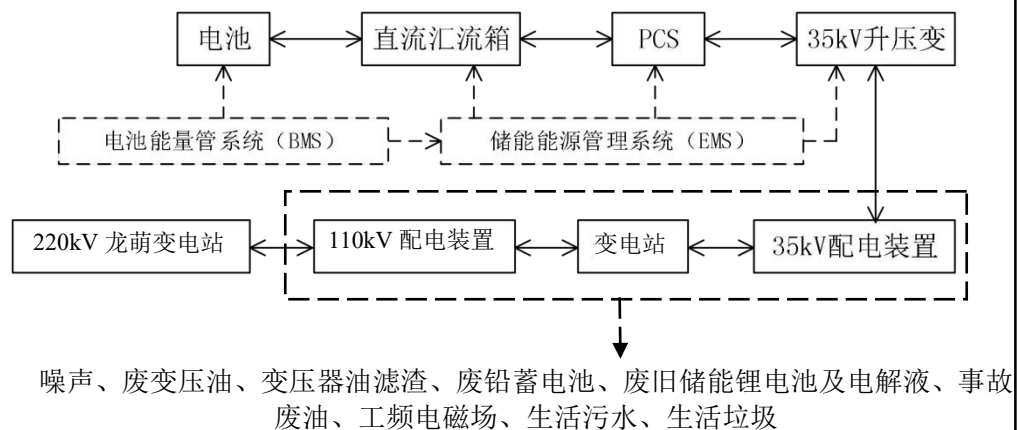 电池
直流汇流箱
PCS
35kV升压变
电池能量管系统（BMS）
储能能源管理系统（EMS）
220kV 龙萌变电站
110kV 配电装置
变电站
35kV配电装置
噪声、废变压油、变压器油滤渣、废铅蓄电池、废旧储能锂电池及电解液、事故
废油、工频电磁场、生活污水、生活垃圾